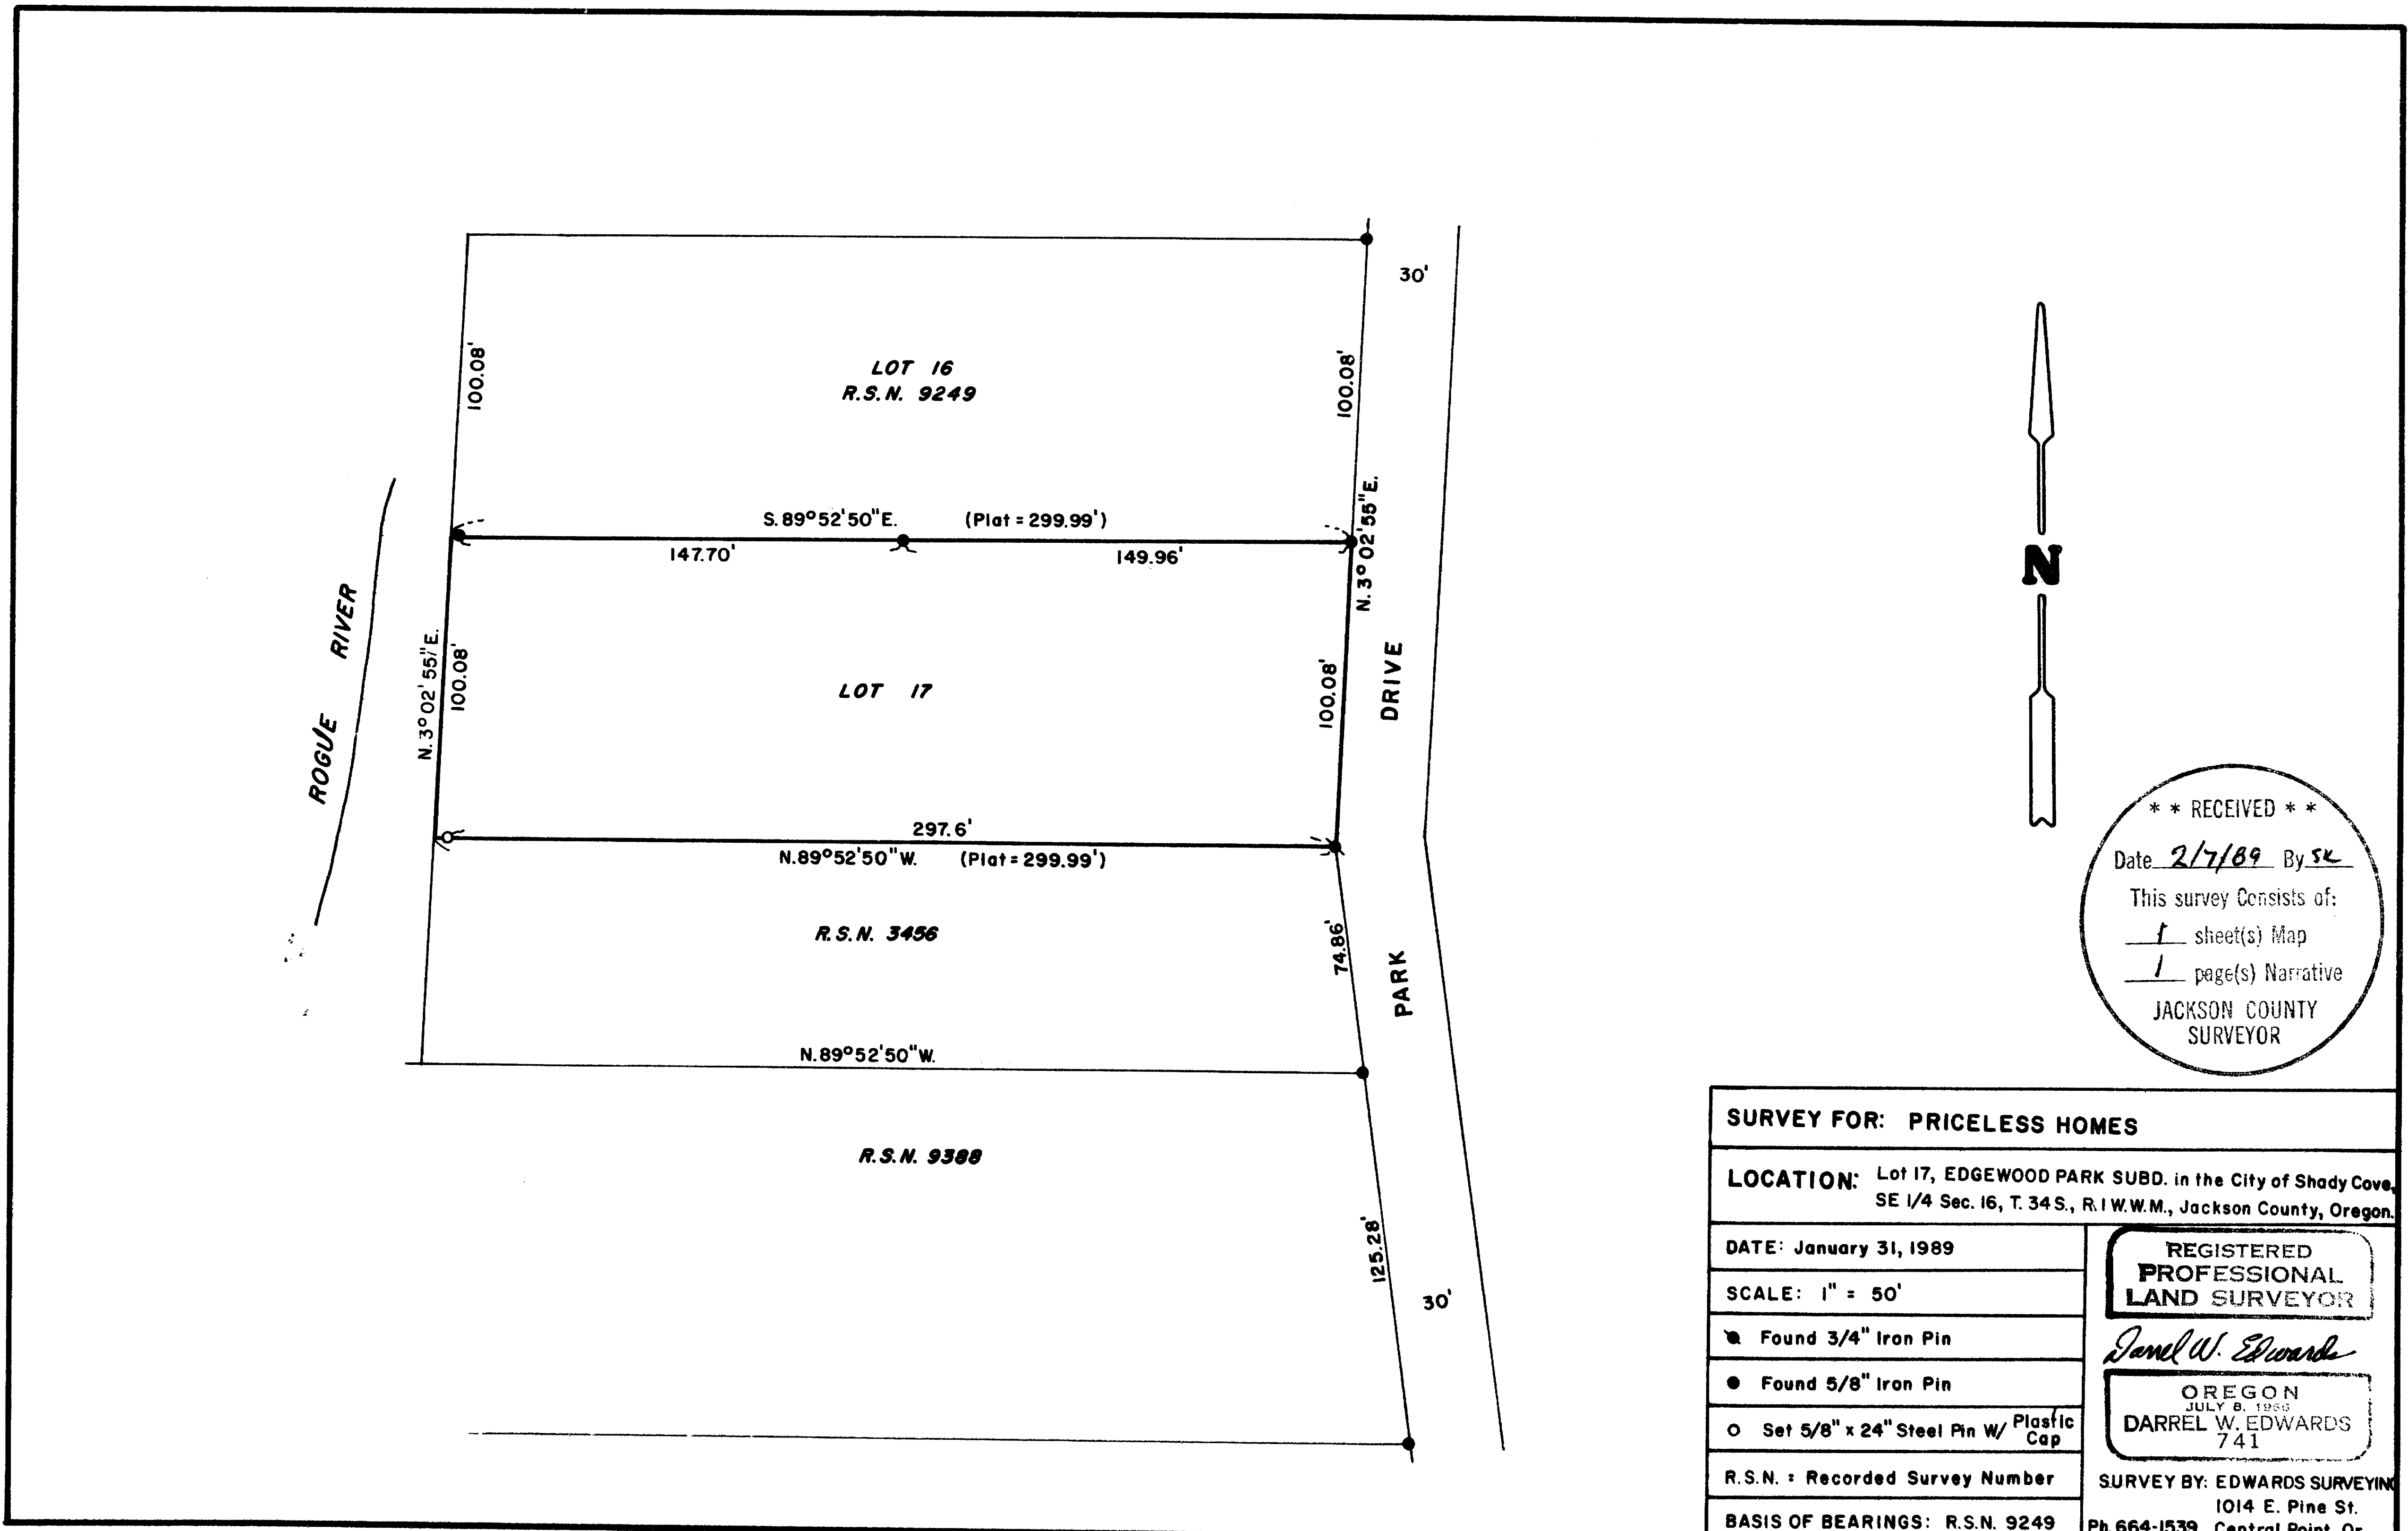 30'
100.08'
LOT 16
R.S.N. 9249
100.08'
S.89°52'50"E. (Plat = 299.99')
147.70'
149.96'
N.3°02'55"E.
ROGUE RIVER
N.3°02'55"E.
100.08'
LOT 17
100.08'
PARK DRIVE
297.6'
N.89°52'50"W. (Plat = 299.99')
R.S.N. 3456
74.86'
N.89°52'50"W.
R.S.N. 9388
125.28'
30'
N
* * RECEIVED * *
Date 2/7/89 By SK
This survey Consists of:
1 sheet(s) Map
1 page(s) Narrative
JACKSON COUNTY
SURVEYOR
SURVEY FOR: PRICELESS HOMES
LOCATION: Lot 17, EDGEWOOD PARK SUBD. in the City of Shady Cove,
SE 1/4 Sec. 16, T. 34 S., R. 1 W. W.M., Jackson County, Oregon.
DATE: January 31, 1989
SCALE: 1" = 50'
Found 3/4" Iron Pin
Found 5/8" Iron Pin
Set 5/8" x 24" Steel Pin W/ Plastic Cap
R.S.N. = Recorded Survey Number
BASIS OF BEARINGS: R.S.N. 9249
REGISTERED
PROFESSIONAL
LAND SURVEYOR
Darrel W. Edwards
OREGON
JULY 8,
DARREL W. EDWARDS
741
SURVEY BY: EDWARDS SURVEYING
1014 E. Pine St.
Ph. 664-1539 Central Point, Or.